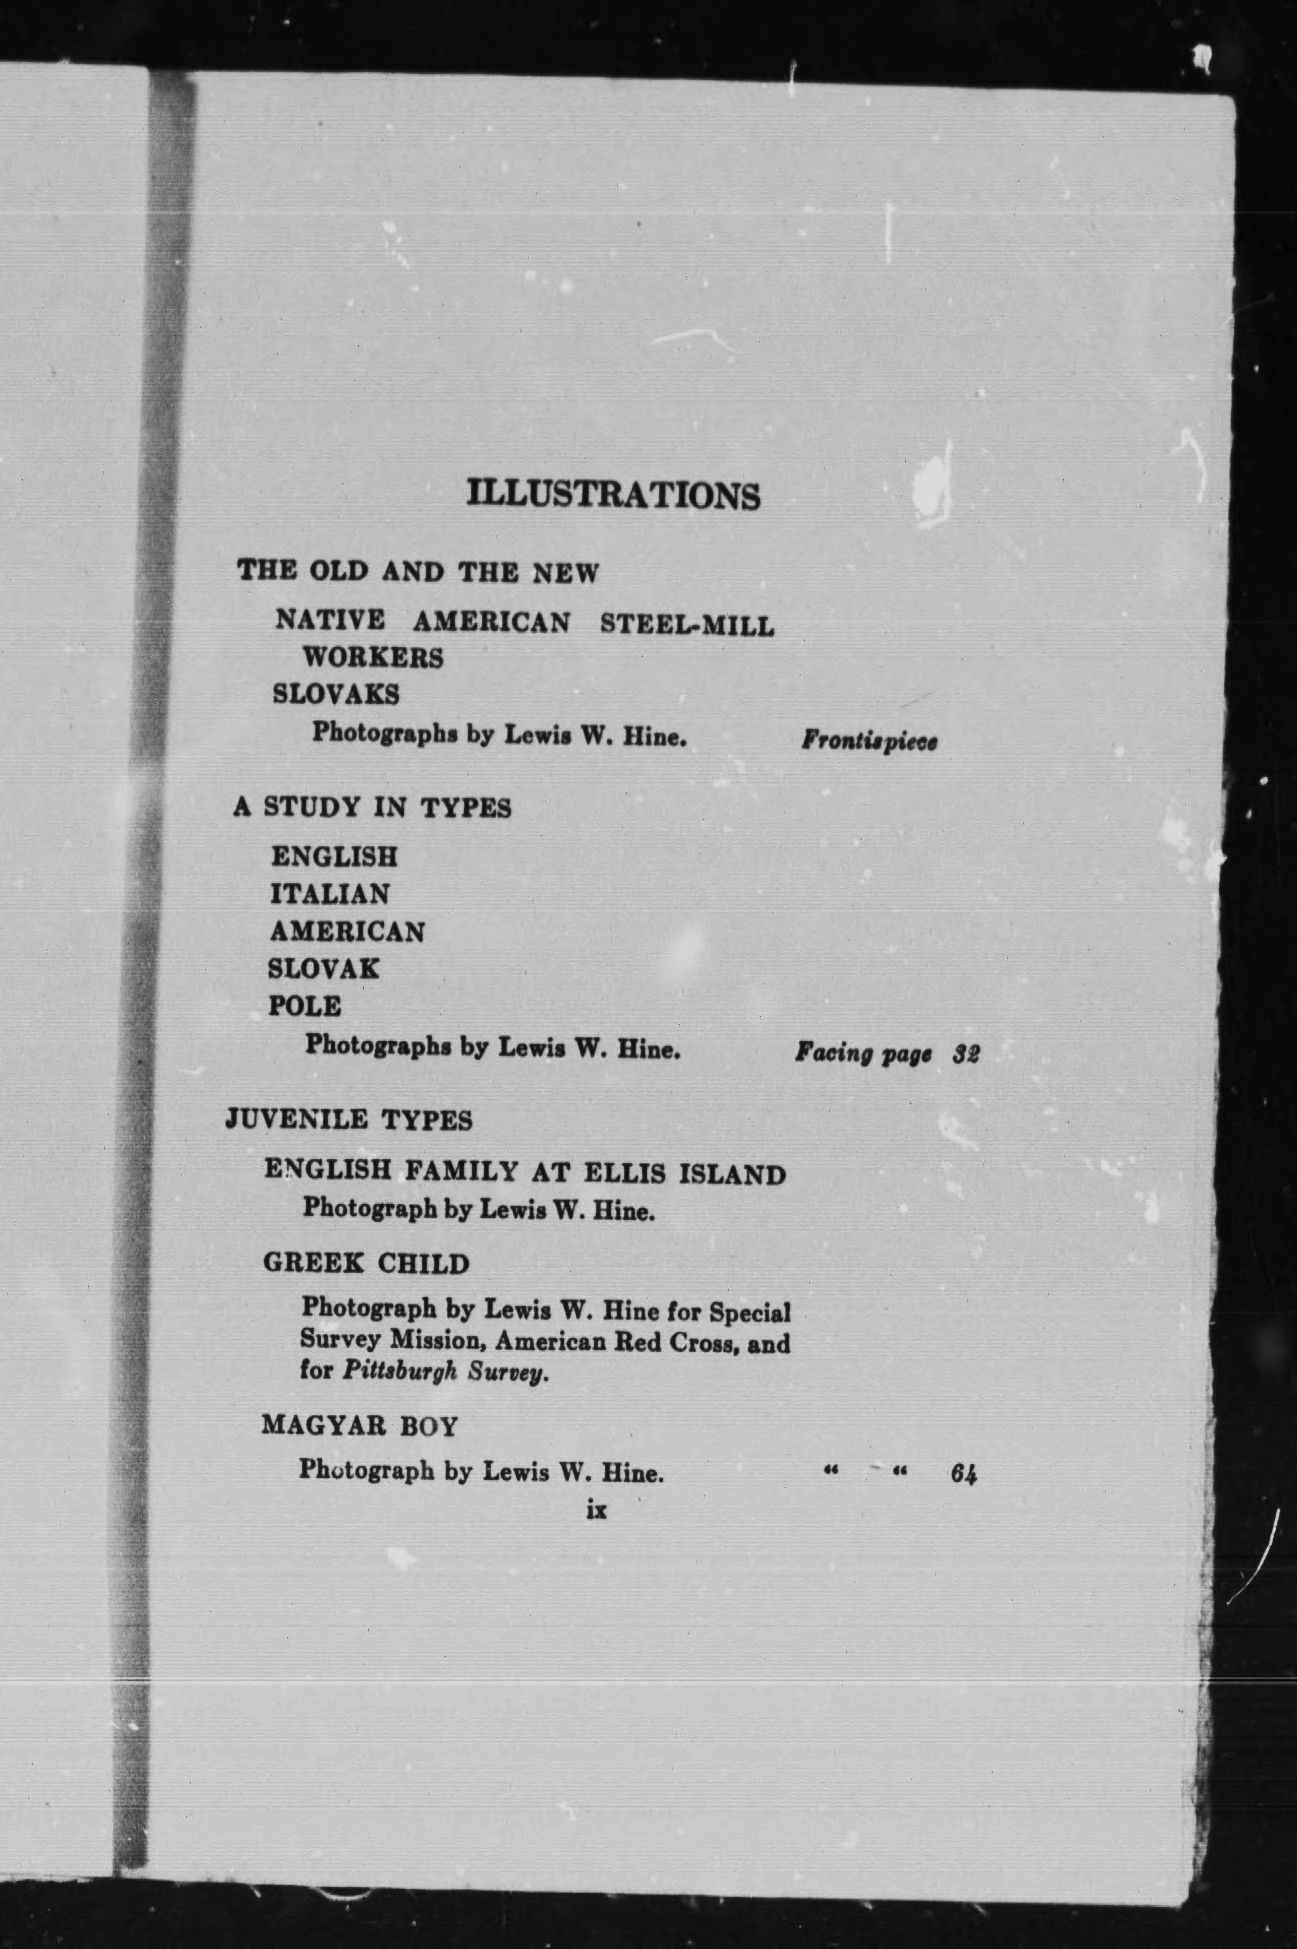 ILLUSTRATIONS
THE OLD AND THE NEW
NATIVE AMERICAN STEEL-MILL
WORKERS
SLOVAKS
Photographs by Lewis W. Hine. Frontispiece
A STUDY IN TYPES
ENGLISH
ITALIAN
AMERICAN
SLOVAK
POLE
Photographs by Lewis W. Hine. Facing page 32
JUVENILE TYPES
ENGLISH FAMILY AT ELLIS ISLAND
Photograph by Lewis W. Hine.
GREEK CHILD
Photograph by Lewis W. Hine for Special
Survey Mission, American Red Cross, and
for Pittsburgh Survey.
MAGYAR BOY
Photograph by Lewis W. Hine. “ “ 64
ix